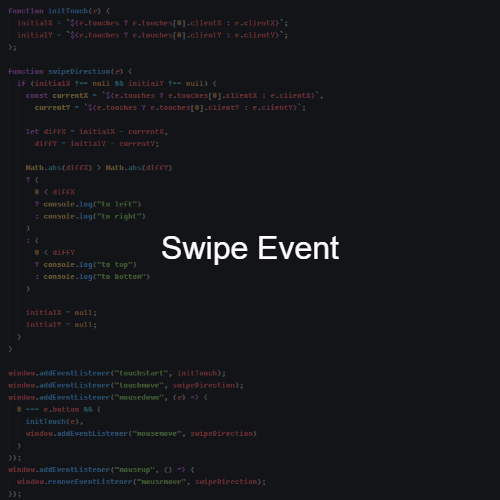 function initTouch(e) {
  initialX = `${e.touches ? e.touches[0].clientX : e.clientX}`;
  initialY = `${e.touches ? e.touches[0].clientY : e.clientY}`;
};
function swipeDirection(e) {
  if (initialX !== null && initialY !== null) {
    const currentX = `${e.touches ? e.touches[0].clientX : e.clientX}`,
      currentY = `${e.touches ? e.touches[0].clientY : e.clientY}`;
    let diffX = initialX - currentX,
      diffY = initialY - currentY;
    Math.abs(diffX) > Math.abs(diffY)
    ? (
      0 < diffX
      ? console.log("to left")
      : console.log("to right")
    )
    : (
      0 < diffY
      ? console.log("to top")
      : console.log("to bottom")
    )
Swipe Event
    initialX = null;
    initialY = null;
  }
}
window.addEventListener("touchstart", initTouch);
window.addEventListener("touchmove", swipeDirection);
window.addEventListener("mousedown", (e) => {
  0 === e.button && (
    initTouch(e),
    window.addEventListener("mousemove", swipeDirection)
  )
});
window.addEventListener("mouseup", () => {
  window.removeEventListener("mousemove", swipeDirection);
});